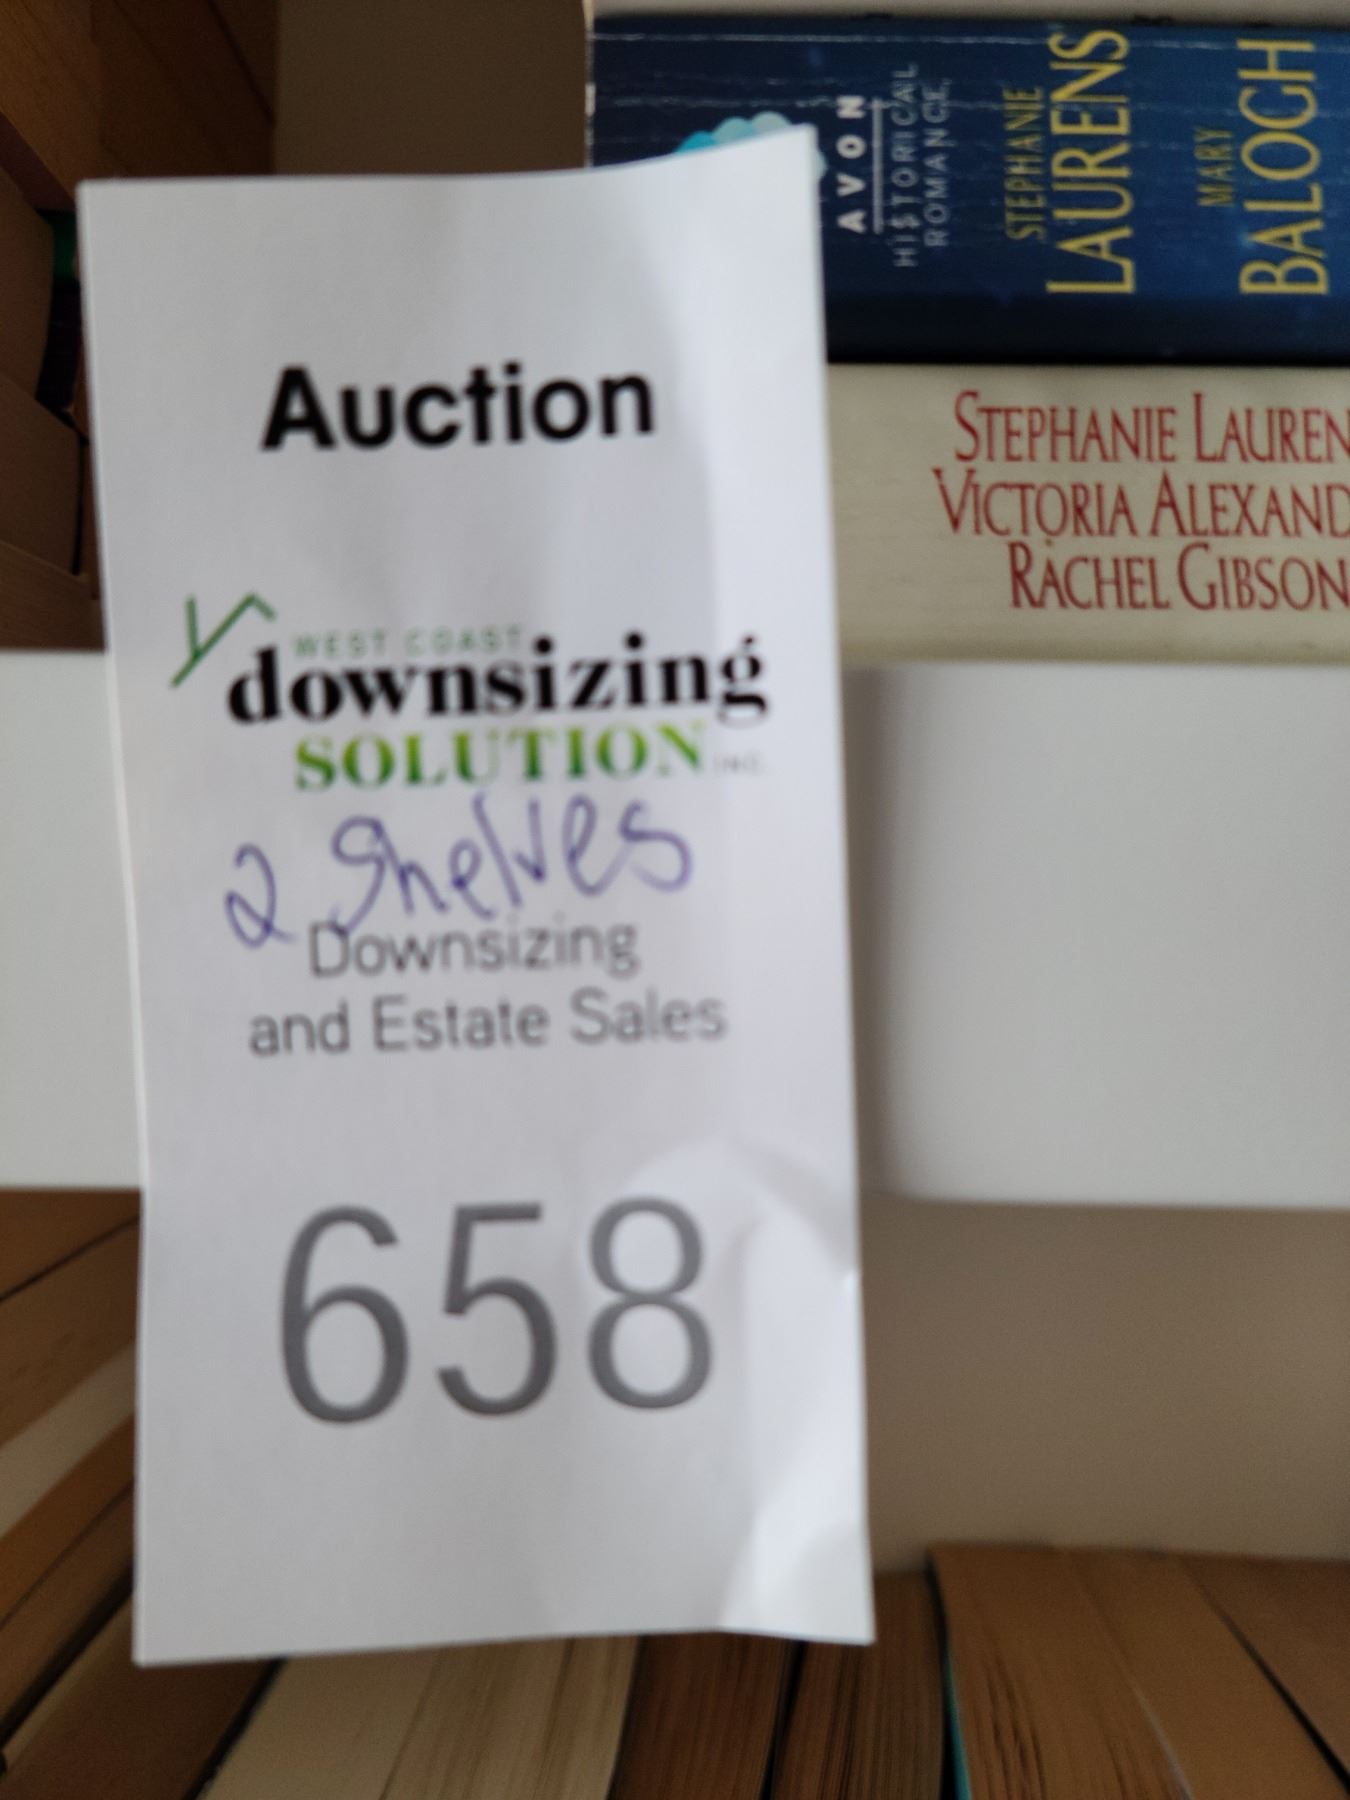 Auction
WEST COAST
downsizing
SOLUTION INC.
2 Shelves
Downsizing
and Estate Sales
658
AVON
HISTORICAL
ROMANCE
STEPHANIE
LAURENS
MARY
BALOGH
STEPHANIE LAUREN
VICTORIA ALEXAND
RACHEL GIBSON